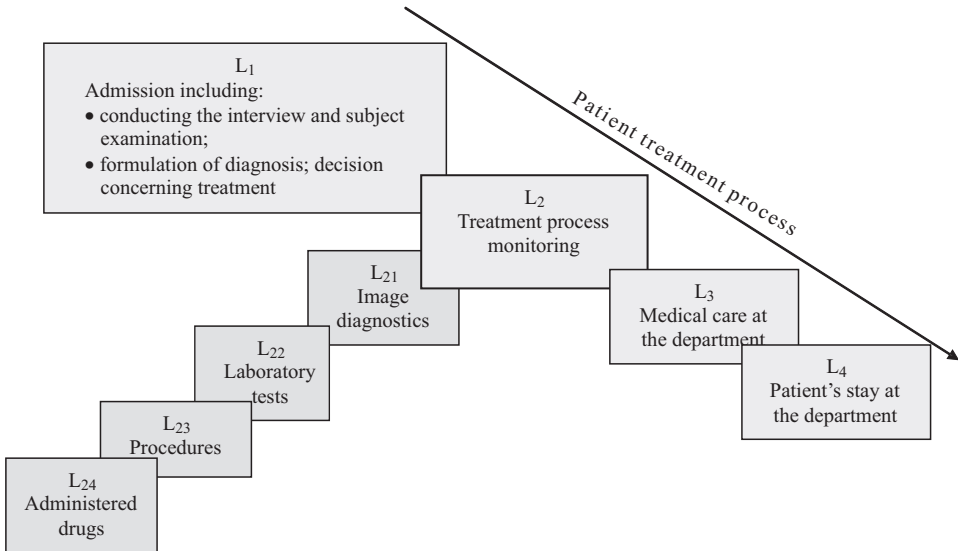 L1
Admission including:
• conducting the interview and subject
examination;
• formulation of diagnosis; decision
concerning treatment
Patient treatment process
L2
Treatment process
monitoring
L21
Image
diagnostics
L3
Medical care at
the department
L22
Laboratory
tests
L4
Patient's stay at
the department
L23
Procedures
L24
Administered
drugs